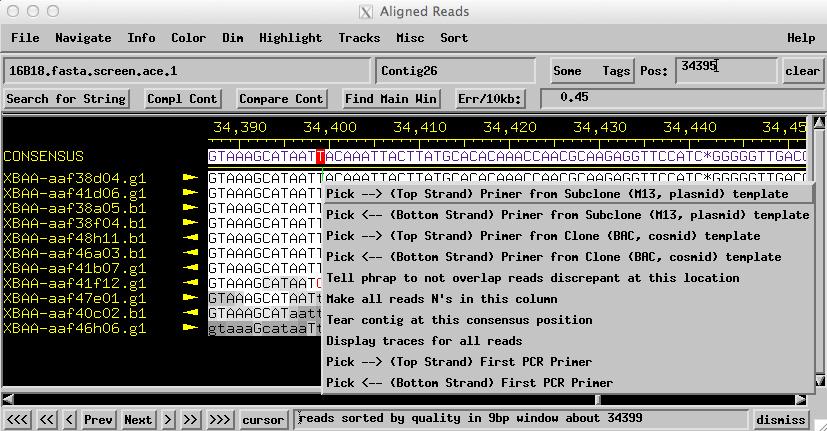 Aligned Reads
File Navigate Info Color Dim Highlight Tracks Misc Sort Help
16B18.fasta.screen.ace.1 Contig26 Some Tags Pos: 34395 clear
Search for String Compl Cont Compare Cont Find Main Win Err/10kb: 0.45
34,390 34,400 34,410 34,420 34,430 34,440 34,45
CONSENSUS GTAAAGCATAATTACAAATTACTTATGCACACACAAACCAACGCAAGAGGTTCCATC*GGGGGTTGACC
XBAA-aaf38d04.g1 GTAAAGCATAATTACAAATTACTTATGCACACACAAACCAACGCAAGAGGTTCCATC*GGGGGTTGACC
XBAA-aaf41d06.g1 GTAAAGCATAATT
XBAA-aaf38a05.b1 GTAAAGCATAATT
XBAA-aaf38f04.b1 GTAAAGCATAATT
XBAA-aaf48h11.b1 GTAAAGCATAATT
XBAA-aaf46a03.b1 GTAAAGCATAATT
XBAA-aaf41b07.g1 GTAAAGCATAATT
XBAA-aaf41f12.g1 GTAAAGCATAAT
XBAA-aaf47e01.g1 GTAAAGCATAATt
XBAA-aaf40c02.b1 GTAAAGCATaatt
XBAA-aaf46h06.g1 gtaaaGcataaTt
Pick --> (Top Strand) Primer from Subclone (M13, plasmid) template
Pick <-- (Bottom Strand) Primer from Subclone (M13, plasmid) template
Pick --> (Top Strand) Primer from Clone (BAC, cosmid) template
Pick <-- (Bottom Strand) Primer from Clone (BAC, cosmid) template
Tell phrap to not overlap reads discrepant at this location
Make all reads N's in this column
Tear contig at this consensus position
Display traces for all reads
Pick --> (Top Strand) First PCR Primer
Pick <-- (Bottom Strand) First PCR Primer
<<< << < Prev Next > >> >>> cursor reads sorted by quality in 9bp window about 34399 dismiss